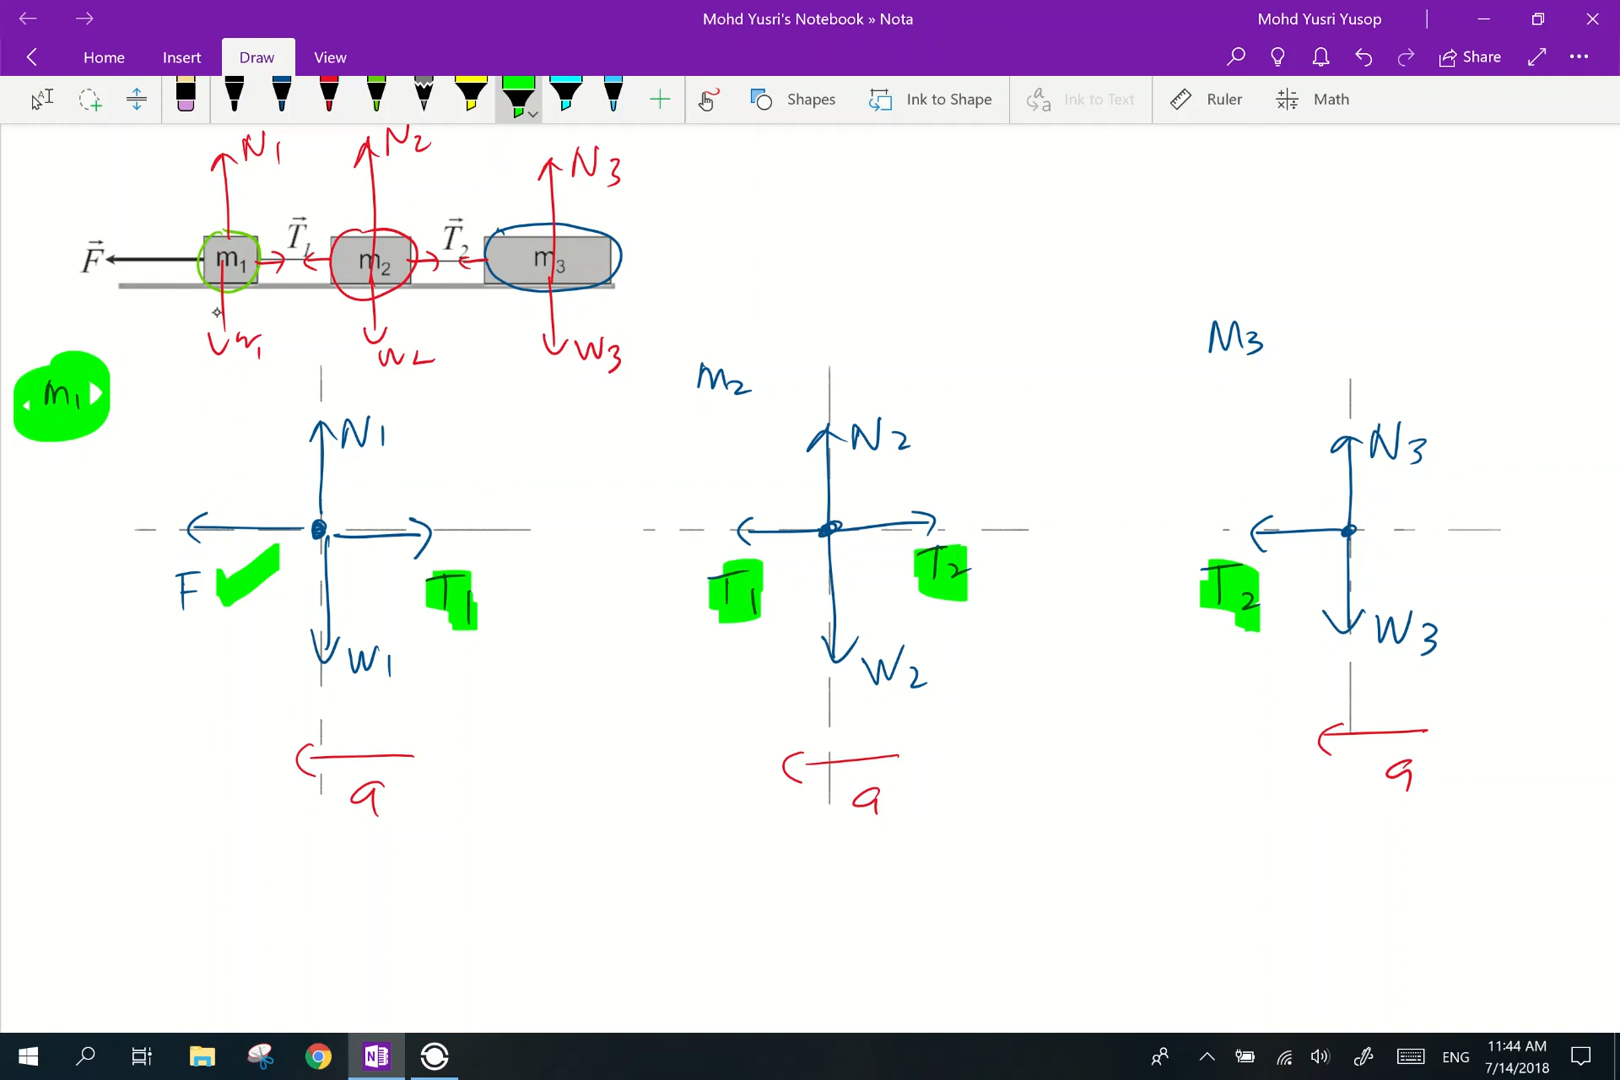 Mohd Yusri's Notebook » Nota
Mohd Yusri Yusop
Home
Insert
Draw
View
Share
Shapes
Ink to Shape
Ink to Text
Ruler
Math
N1
N2
N3
F
m1
T1
m2
T2
m3
W1
W2
W3
m1
M2
M3
N1
N2
N3
F
T1
T1
T2
T2
W1
W2
W3
a
a
a
ENG
11:44 AM
7/14/2018